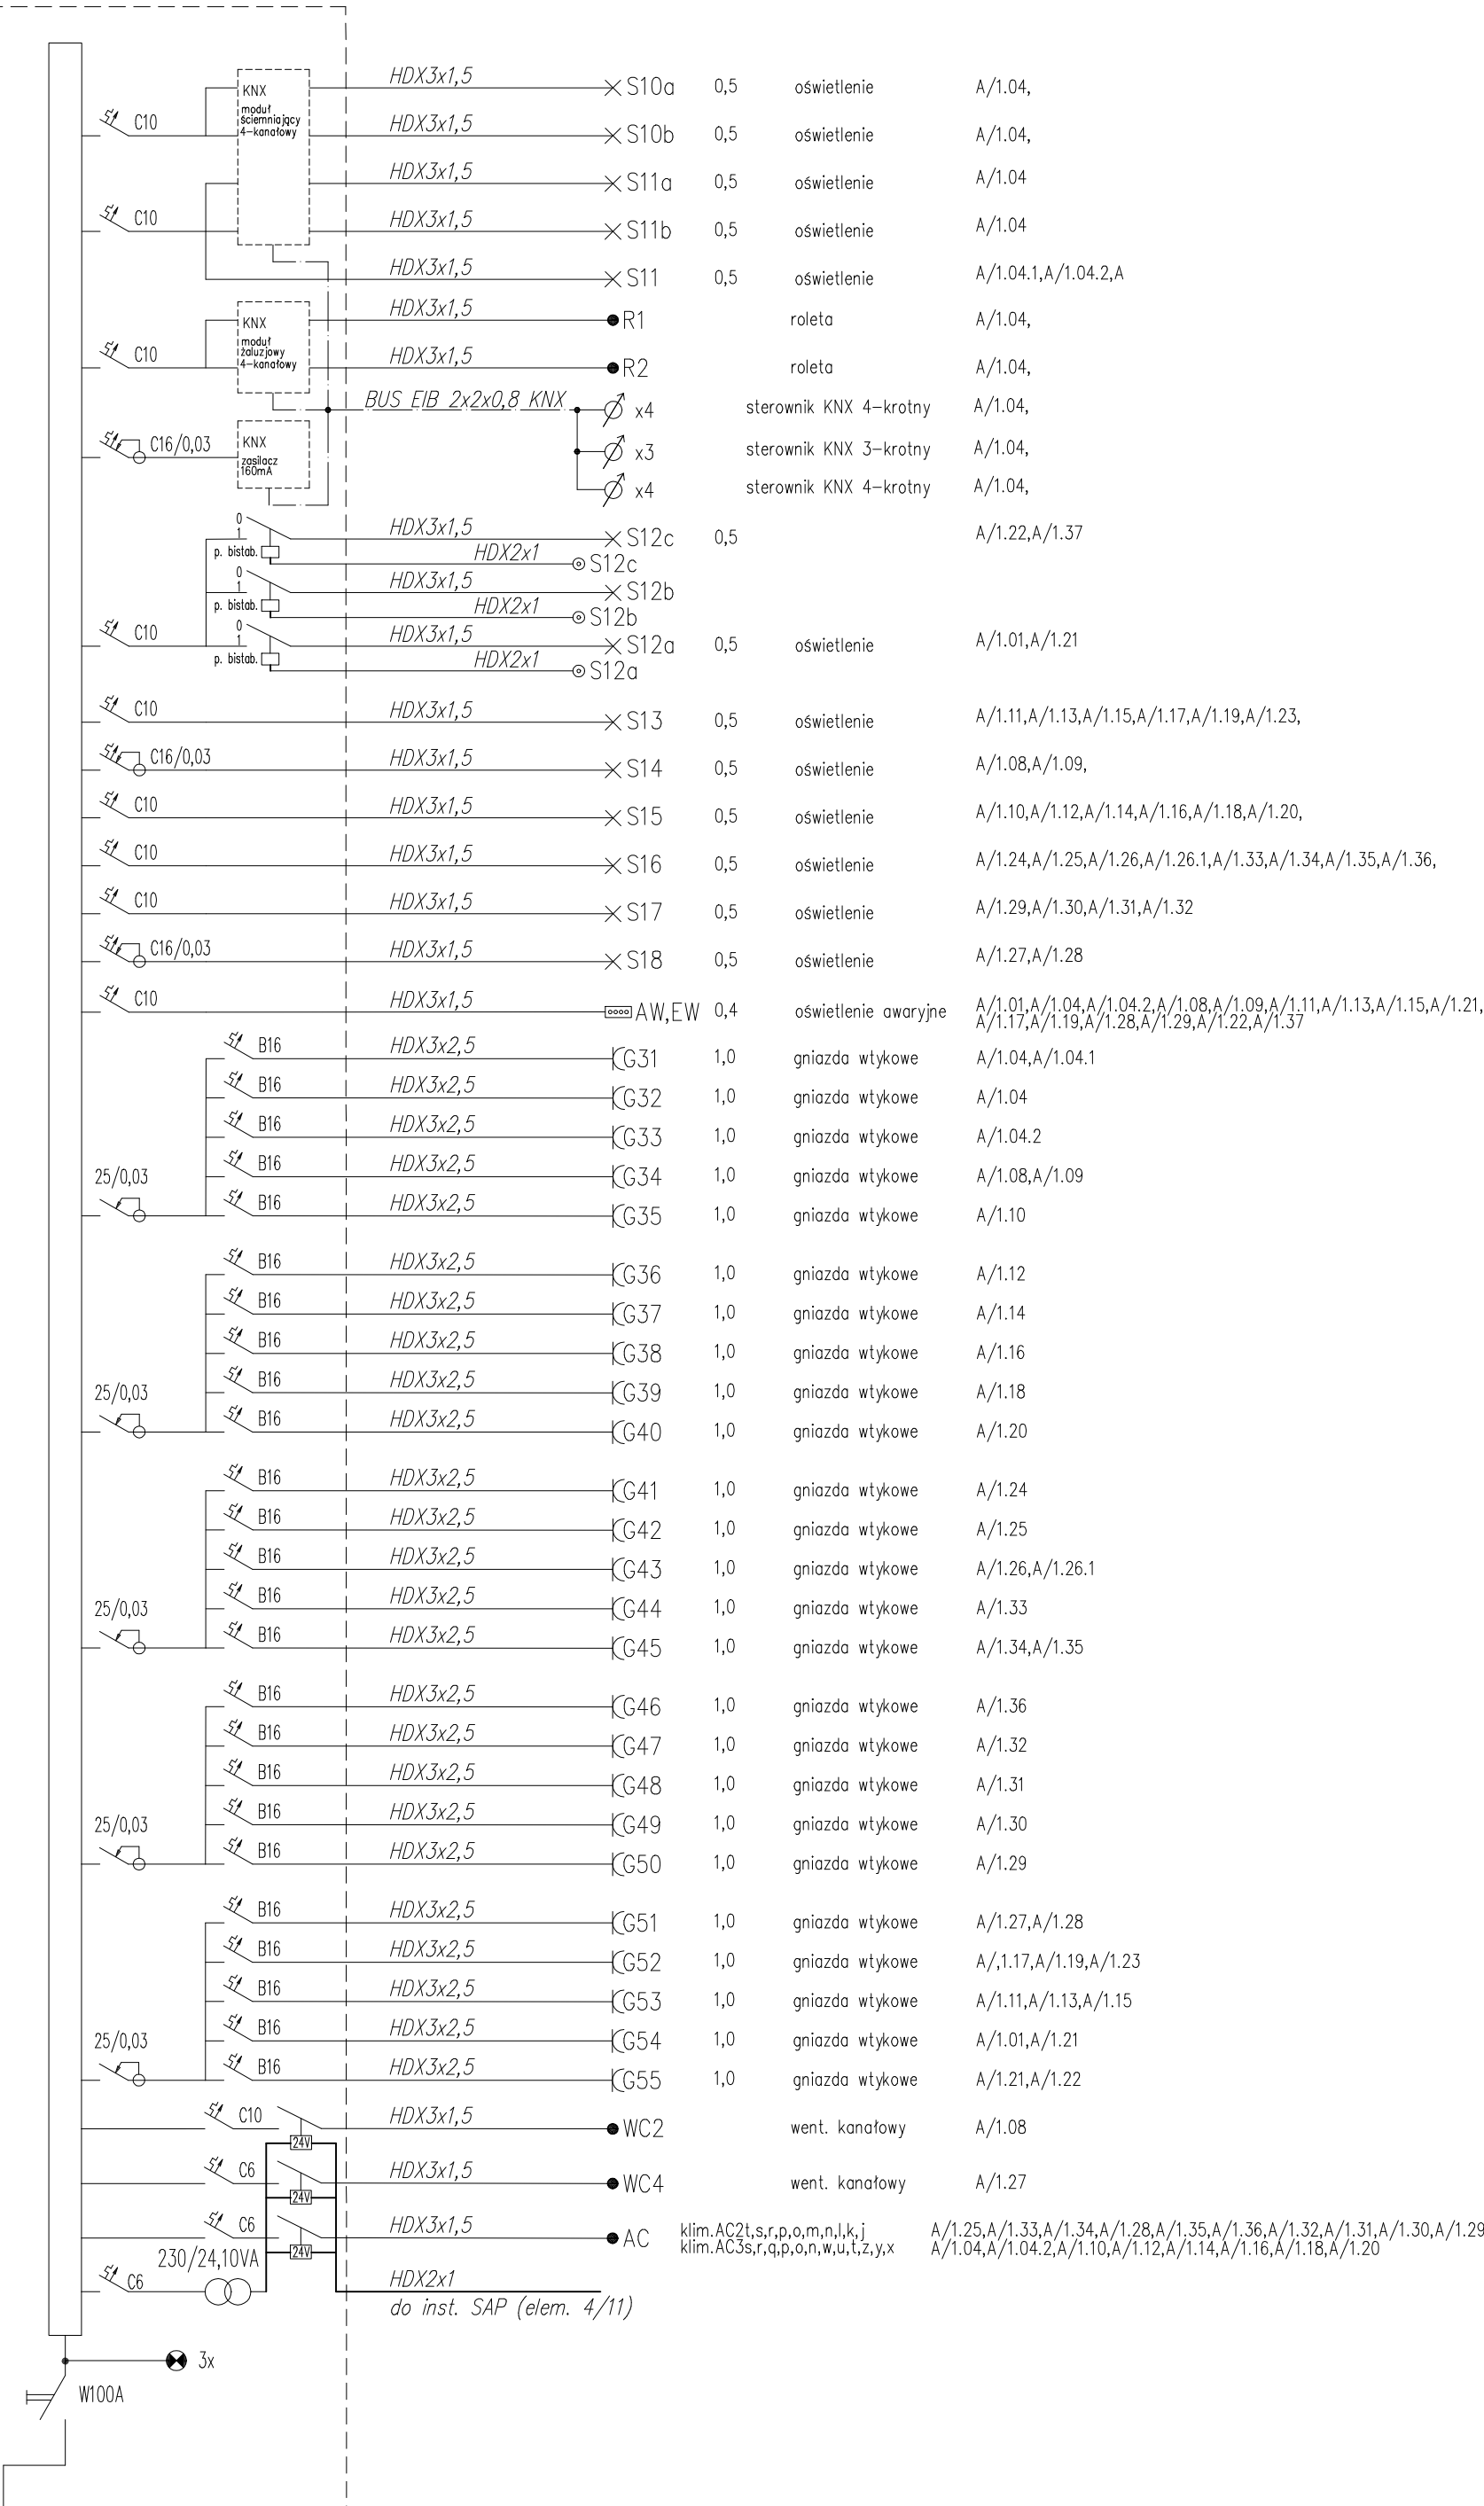 HDX3x1,5 S10a 0,5 oświetlenie A/1.04,
KNX
moduł
ściemniający
4-kanałowy
C10 HDX3x1,5 S10b 0,5 oświetlenie A/1.04,
HDX3x1,5 S11a 0,5 oświetlenie A/1.04
C10 HDX3x1,5 S11b 0,5 oświetlenie A/1.04
HDX3x1,5 S11 0,5 oświetlenie A/1.04.1,A/1.04.2,A
HDX3x1,5 R1 roleta A/1.04,
KNX
moduł
żaluzjowy
4-kanałowy
C10 HDX3x1,5 R2 roleta A/1.04,
BUS EIB 2x2x0,8 KNX x4 sterownik KNX 4-krotny A/1.04,
C16/0,03 KNX
zasilacz
160mA
x3 sterownik KNX 3-krotny A/1.04,
x4 sterownik KNX 4-krotny A/1.04,
0
1
p. bistab. HDX3x1,5 S12c 0,5 A/1.22,A/1.37
HDX2x1 S12c
0
1
p. bistab. HDX3x1,5 S12b
HDX2x1 S12b
0
1
C10 p. bistab. HDX3x1,5 S12a 0,5 oświetlenie A/1.01,A/1.21
HDX2x1 S12a
C10 HDX3x1,5 S13 0,5 oświetlenie A/1.11,A/1.13,A/1.15,A/1.17,A/1.19,A/1.23,
C16/0,03 HDX3x1,5 S14 0,5 oświetlenie A/1.08,A/1.09,
C10 HDX3x1,5 S15 0,5 oświetlenie A/1.10,A/1.12,A/1.14,A/1.16,A/1.18,A/1.20,
C10 HDX3x1,5 S16 0,5 oświetlenie A/1.24,A/1.25,A/1.26,A/1.26.1,A/1.33,A/1.34,A/1.35,A/1.36,
C10 HDX3x1,5 S17 0,5 oświetlenie A/1.29,A/1.30,A/1.31,A/1.32
C16/0,03 HDX3x1,5 S18 0,5 oświetlenie A/1.27,A/1.28
C10 HDX3x1,5 AW,EW 0,4 oświetlenie awaryjne A/1.01,A/1.04,A/1.04.2,A/1.08,A/1.09,A/1.11,A/1.13,A/1.15,A/1.21,
A/1.17,A/1.19,A/1.28,A/1.29,A/1.22,A/1.37
B16 HDX3x2,5 G31 1,0 gniazda wtykowe A/1.04,A/1.04.1
B16 HDX3x2,5 G32 1,0 gniazda wtykowe A/1.04
B16 HDX3x2,5 G33 1,0 gniazda wtykowe A/1.04.2
B16 HDX3x2,5 G34 1,0 gniazda wtykowe A/1.08,A/1.09
25/0,03 B16 HDX3x2,5 G35 1,0 gniazda wtykowe A/1.10
B16 HDX3x2,5 G36 1,0 gniazda wtykowe A/1.12
B16 HDX3x2,5 G37 1,0 gniazda wtykowe A/1.14
B16 HDX3x2,5 G38 1,0 gniazda wtykowe A/1.16
B16 HDX3x2,5 G39 1,0 gniazda wtykowe A/1.18
25/0,03 B16 HDX3x2,5 G40 1,0 gniazda wtykowe A/1.20
B16 HDX3x2,5 G41 1,0 gniazda wtykowe A/1.24
B16 HDX3x2,5 G42 1,0 gniazda wtykowe A/1.25
B16 HDX3x2,5 G43 1,0 gniazda wtykowe A/1.26,A/1.26.1
B16 HDX3x2,5 G44 1,0 gniazda wtykowe A/1.33
25/0,03 B16 HDX3x2,5 G45 1,0 gniazda wtykowe A/1.34,A/1.35
B16 HDX3x2,5 G46 1,0 gniazda wtykowe A/1.36
B16 HDX3x2,5 G47 1,0 gniazda wtykowe A/1.32
B16 HDX3x2,5 G48 1,0 gniazda wtykowe A/1.31
B16 HDX3x2,5 G49 1,0 gniazda wtykowe A/1.30
25/0,03 B16 HDX3x2,5 G50 1,0 gniazda wtykowe A/1.29
B16 HDX3x2,5 G51 1,0 gniazda wtykowe A/1.27,A/1.28
B16 HDX3x2,5 G52 1,0 gniazda wtykowe A/,1.17,A/1.19,A/1.23
B16 HDX3x2,5 G53 1,0 gniazda wtykowe A/1.11,A/1.13,A/1.15
B16 HDX3x2,5 G54 1,0 gniazda wtykowe A/1.01,A/1.21
25/0,03 B16 HDX3x2,5 G55 1,0 gniazda wtykowe A/1.21,A/1.22
C10 HDX3x1,5 WC2 went. kanałowy A/1.08
24V
C6 HDX3x1,5 WC4 went. kanałowy A/1.27
24V
C6 HDX3x1,5 AC klim.AC2t,s,r,p,o,m,n,l,k,j A/1.25,A/1.33,A/1.34,A/1.28,A/1.35,A/1.36,A/1.32,A/1.31,A/1.30,A/1.29
klim.AC3s,r,q,p,o,n,w,u,t,z,y,x A/1.04,A/1.04.2,A/1.10,A/1.12,A/1.14,A/1.16,A/1.18,A/1.20
24V
230/24,10VA
C6 HDX2x1
do inst. SAP (elem. 4/11)
3x
W100A